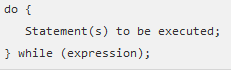 do {
   Statement(s) to be executed;
} while (expression);